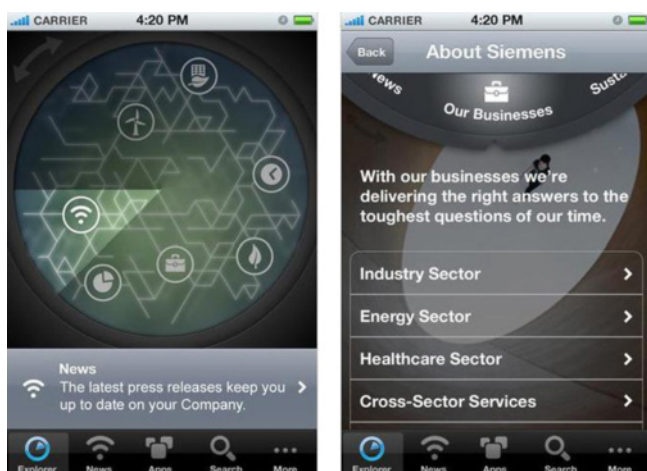 CARRIER 4:20 PM
News
The latest press releases keep you
up to date on your Company.
Explorer News Apps Search More
CARRIER 4:20 PM
Back About Siemens
News Our Businesses Susta
With our businesses we're
delivering the right answers to the
toughest questions of our time.
Industry Sector
Energy Sector
Healthcare Sector
Cross-Sector Services
Explorer News Apps Search More